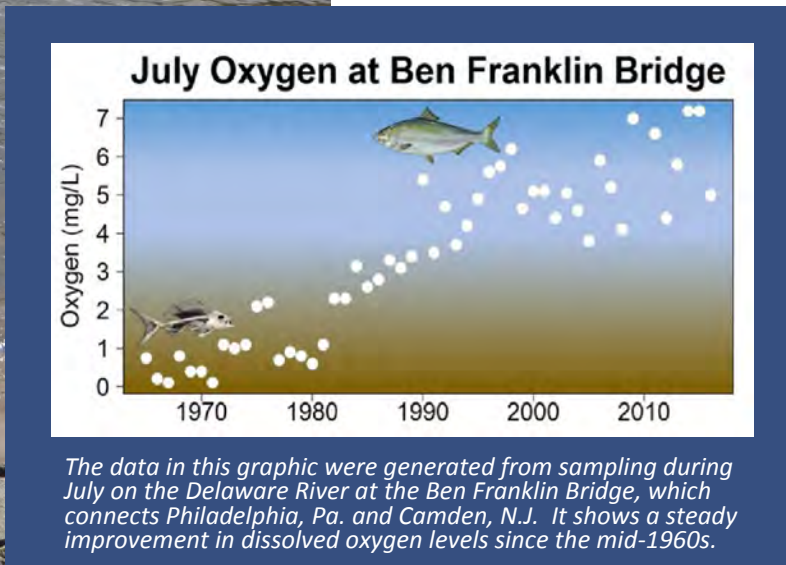 July Oxygen at Ben Franklin Bridge
7
6
5
4
3
2
1
0
Oxygen (mg/L)
1970 1980 1990 2000 2010
The data in this graphic were generated from sampling during
July on the Delaware River at the Ben Franklin Bridge, which
connects Philadelphia, Pa. and Camden, N.J.  It shows a steady
improvement in dissolved oxygen levels since the mid-1960s.